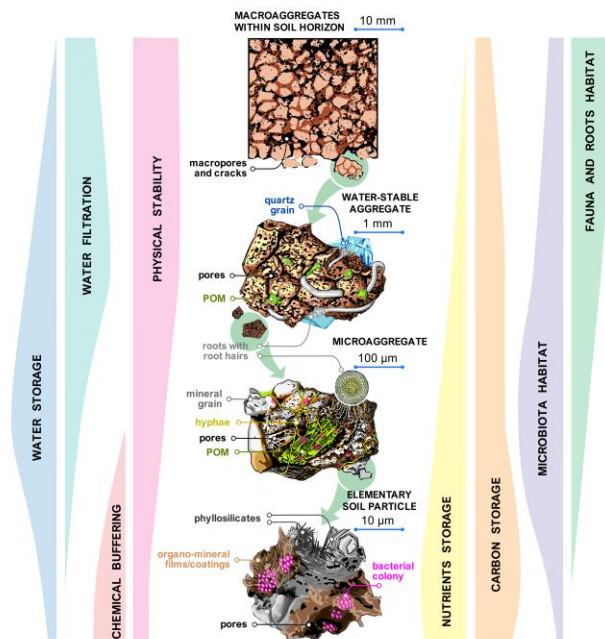 MACROAGGREGATES
WITHIN SOIL HORIZON
10 mm
macropores
and cracks
WATER-STABLE
AGGREGATE
1 mm
quartz
grain
pores
POM
roots with
root hairs
MICROAGGREGATE
100 µm
mineral
grain
hyphae
pores
POM
ELEMENTARY
SOIL PARTICLE
10 µm
phyllosilicates
organo-mineral
films/coatings
bacterial
colony
pores
WATER STORAGE
WATER FILTRATION
CHEMICAL BUFFERING
PHYSICAL STABILITY
NUTRIENTS STORAGE
CARBON STORAGE
MICROBIOTA HABITAT
FAUNA AND ROOTS HABITAT